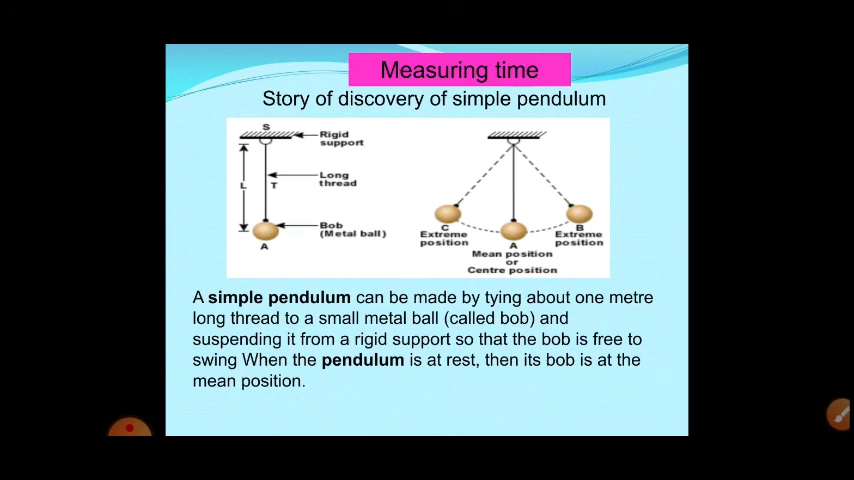 Measuring time
Story of discovery of simple pendulum
S
Rigid
support
L
T
Long
thread
Bob
(Metal ball)
A
C
Extreme
position
A
Mean position
or
Centre position
B
Extreme
position
A simple pendulum can be made by tying about one metre
long thread to a small metal ball (called bob) and
suspending it from a rigid support so that the bob is free to
swing When the pendulum is at rest, then its bob is at the
mean position.